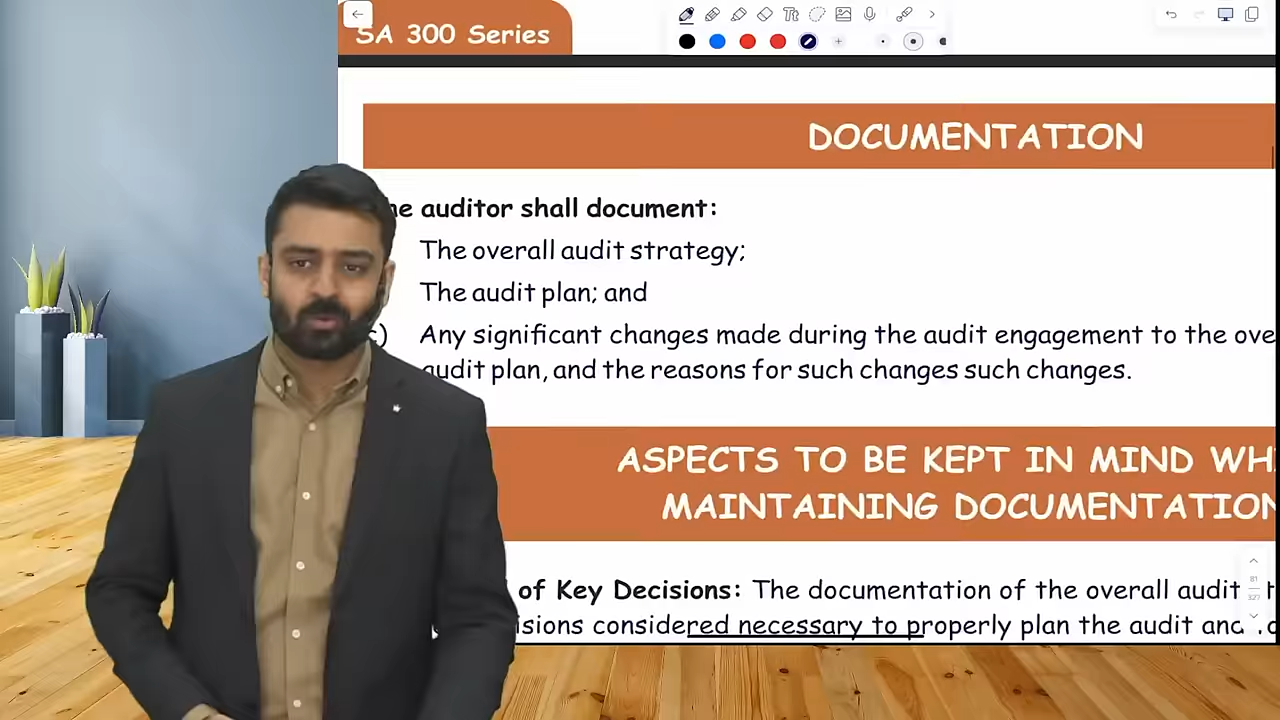 SA 300 Series
Tt
DOCUMENTATION
he auditor shall document:
The overall audit strategy;
The audit plan; and
c) Any significant changes made during the audit engagement to the ove
audit plan, and the reasons for such changes such changes.
ASPECTS TO BE KEPT IN MIND WH
MAINTAINING DOCUMENTATION
of Key Decisions: The documentation of the overall audit
isions considered necessary to properly plan the audit and
81
327